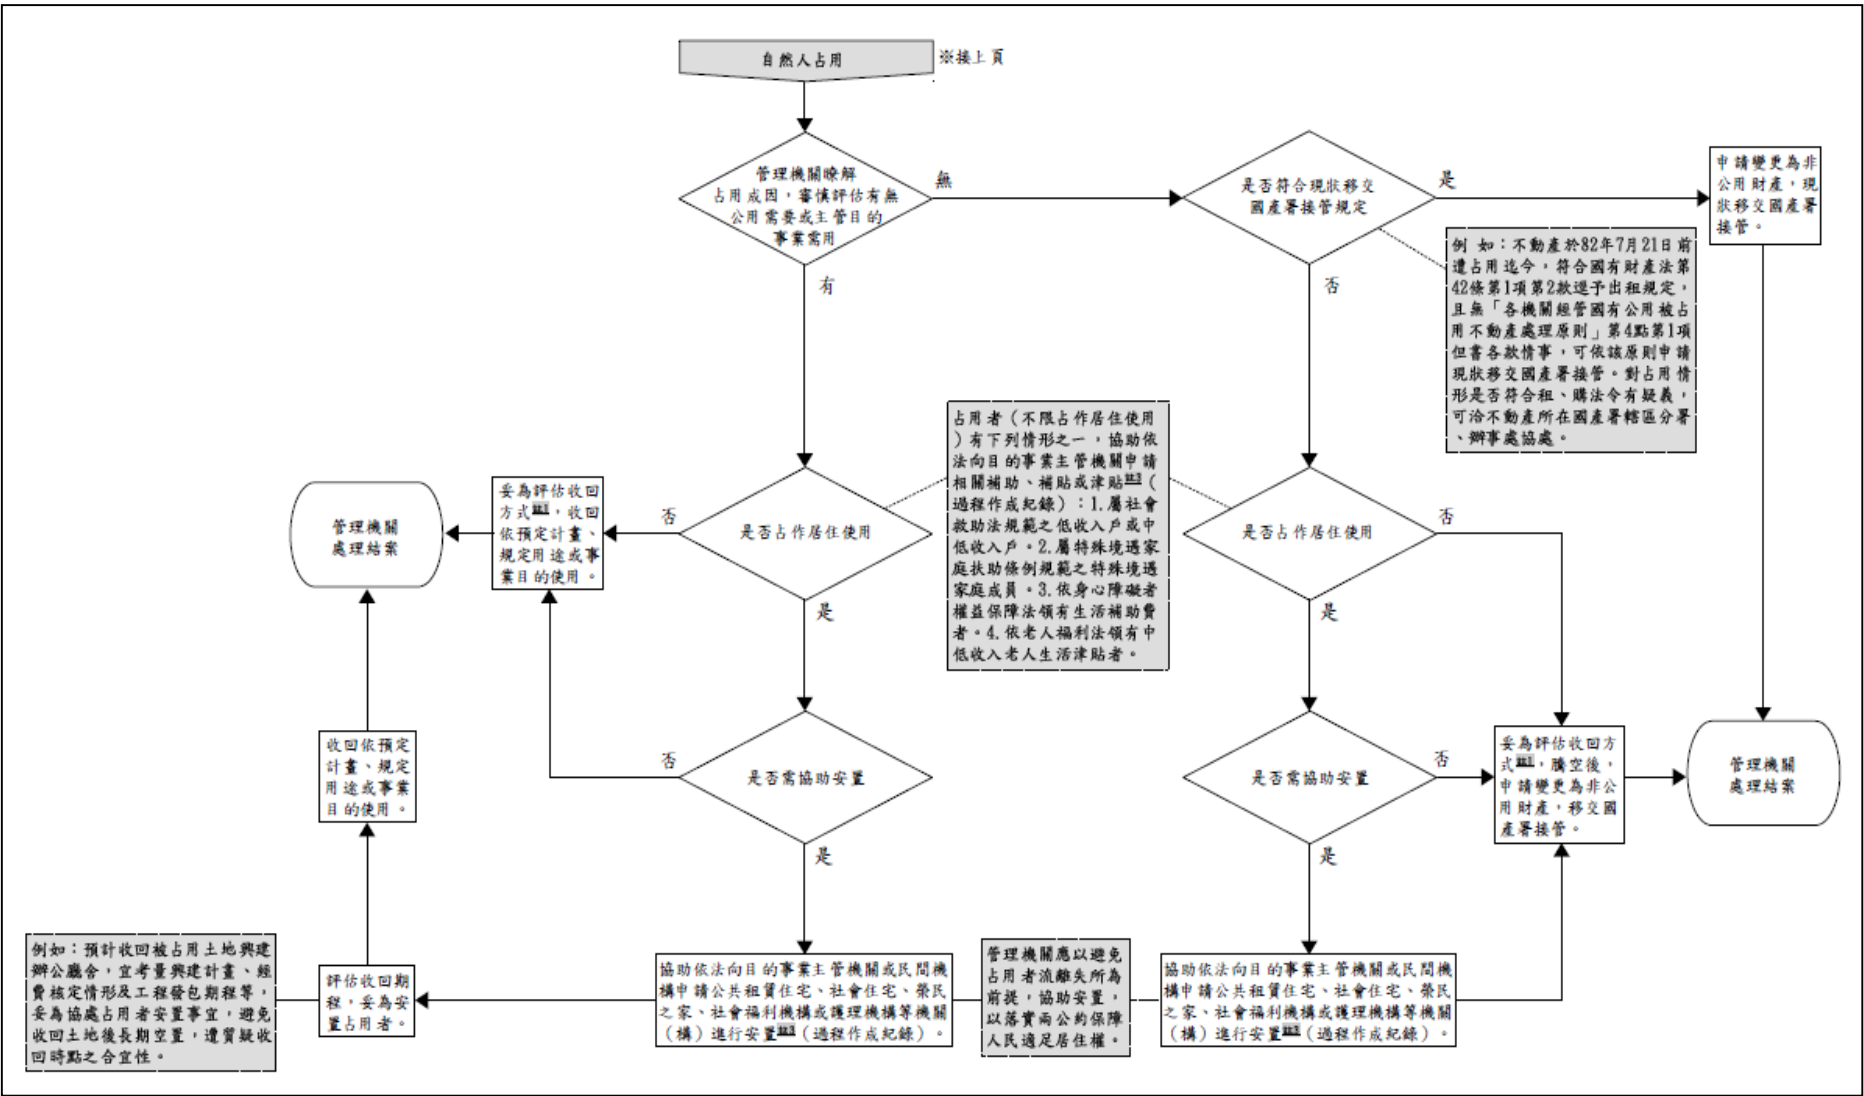 自然人占用
※接上頁
管理機關瞭解
占用成因，審慎評估有無
公用需要或主管目的
事業需用
無
有
是否符合現狀移交
國產署接管規定
是
否
申請變更為非
公用財產，現
狀移交國產署
接管。
例如：不動產於82年7月21日前
遭占用迄今，符合國有財產法第
42條第1項第2款逕予出租規定，
且無「各機關經管國有公用被占
用不動產處理原則」第4點第1項
但書各款情事，可依該原則申請
現狀移交國產署接管。對占用情
形是否符合租、購法令有疑義，
可洽不動產所在國產署轄區分署
、辦事處協處。
占用者（不限占作居住使用
）有下列情形之一，協助依
法向目的事業主管機關申請
相關補助、補貼或津貼（
過程作成紀錄）：1.屬社會
救助法規範之低收入戶或中
低收入戶。2.屬特殊境遇家
庭扶助條例規範之特殊境遇
家庭成員。3.依身心障礙者
權益保障法領有生活補助費
者。4.依老人福利法領有中
低收入老人生活津貼者。
管理機關
處理結案
妥為評估收回
方式，收回
依預定計畫、
規定用途或事
業目的使用。
否
是否占作居住使用
是
是否占作居住使用
否
是
收回依預定
計畫、規定
用途或事業
目的使用。
否
是否需協助安置
是
是否需協助安置
否
是
妥為評估收回方
式，騰空後，
申請變更為非公
用財產，移交國
產署接管。
管理機關
處理結案
例如：預計收回被占用土地興建
辦公廳舍，宜考量興建計畫、經
費核定情形及工程發包期程等，
妥為協處占用者安置事宜，避免
收回土地後長期空置，遭質疑收
回時點之合宜性。
評估收回期
程，妥為安
置占用者。
協助依法向目的事業主管機關或民間機
構申請公共租賃住宅、社會住宅、榮民
之家、社會福利機構或護理機構等機關
（構）進行安置（過程作成紀錄）。
管理機關應以避免
占用者流離失所為
前提，協助安置，
以落實兩公約保障
人民適足居住權。
協助依法向目的事業主管機關或民間機
構申請公共租賃住宅、社會住宅、榮民
之家、社會福利機構或護理機構等機關
（構）進行安置（過程作成紀錄）。